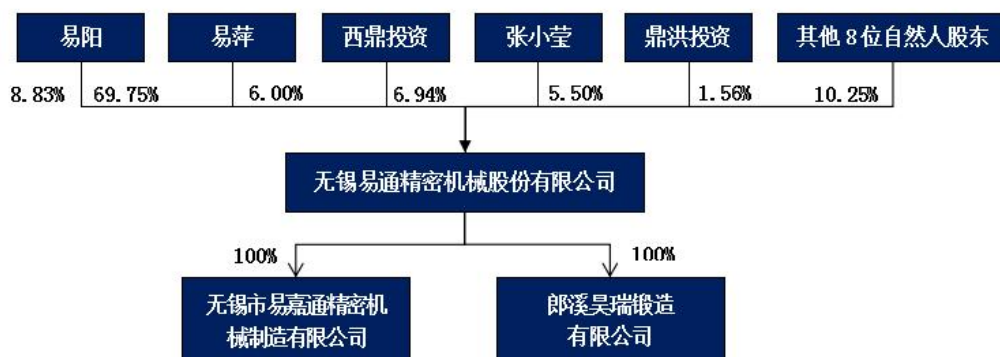 易阳
易萍
西鼎投资
张小莹
鼎洪投资
其他8位自然人股东
8.83%
69.75%
6.00%
6.94%
5.50%
1.56%
10.25%
无锡易通精密机械股份有限公司
100%
100%
无锡市易嘉通精密机
械制造有限公司
郎溪昊瑞锻造
有限公司